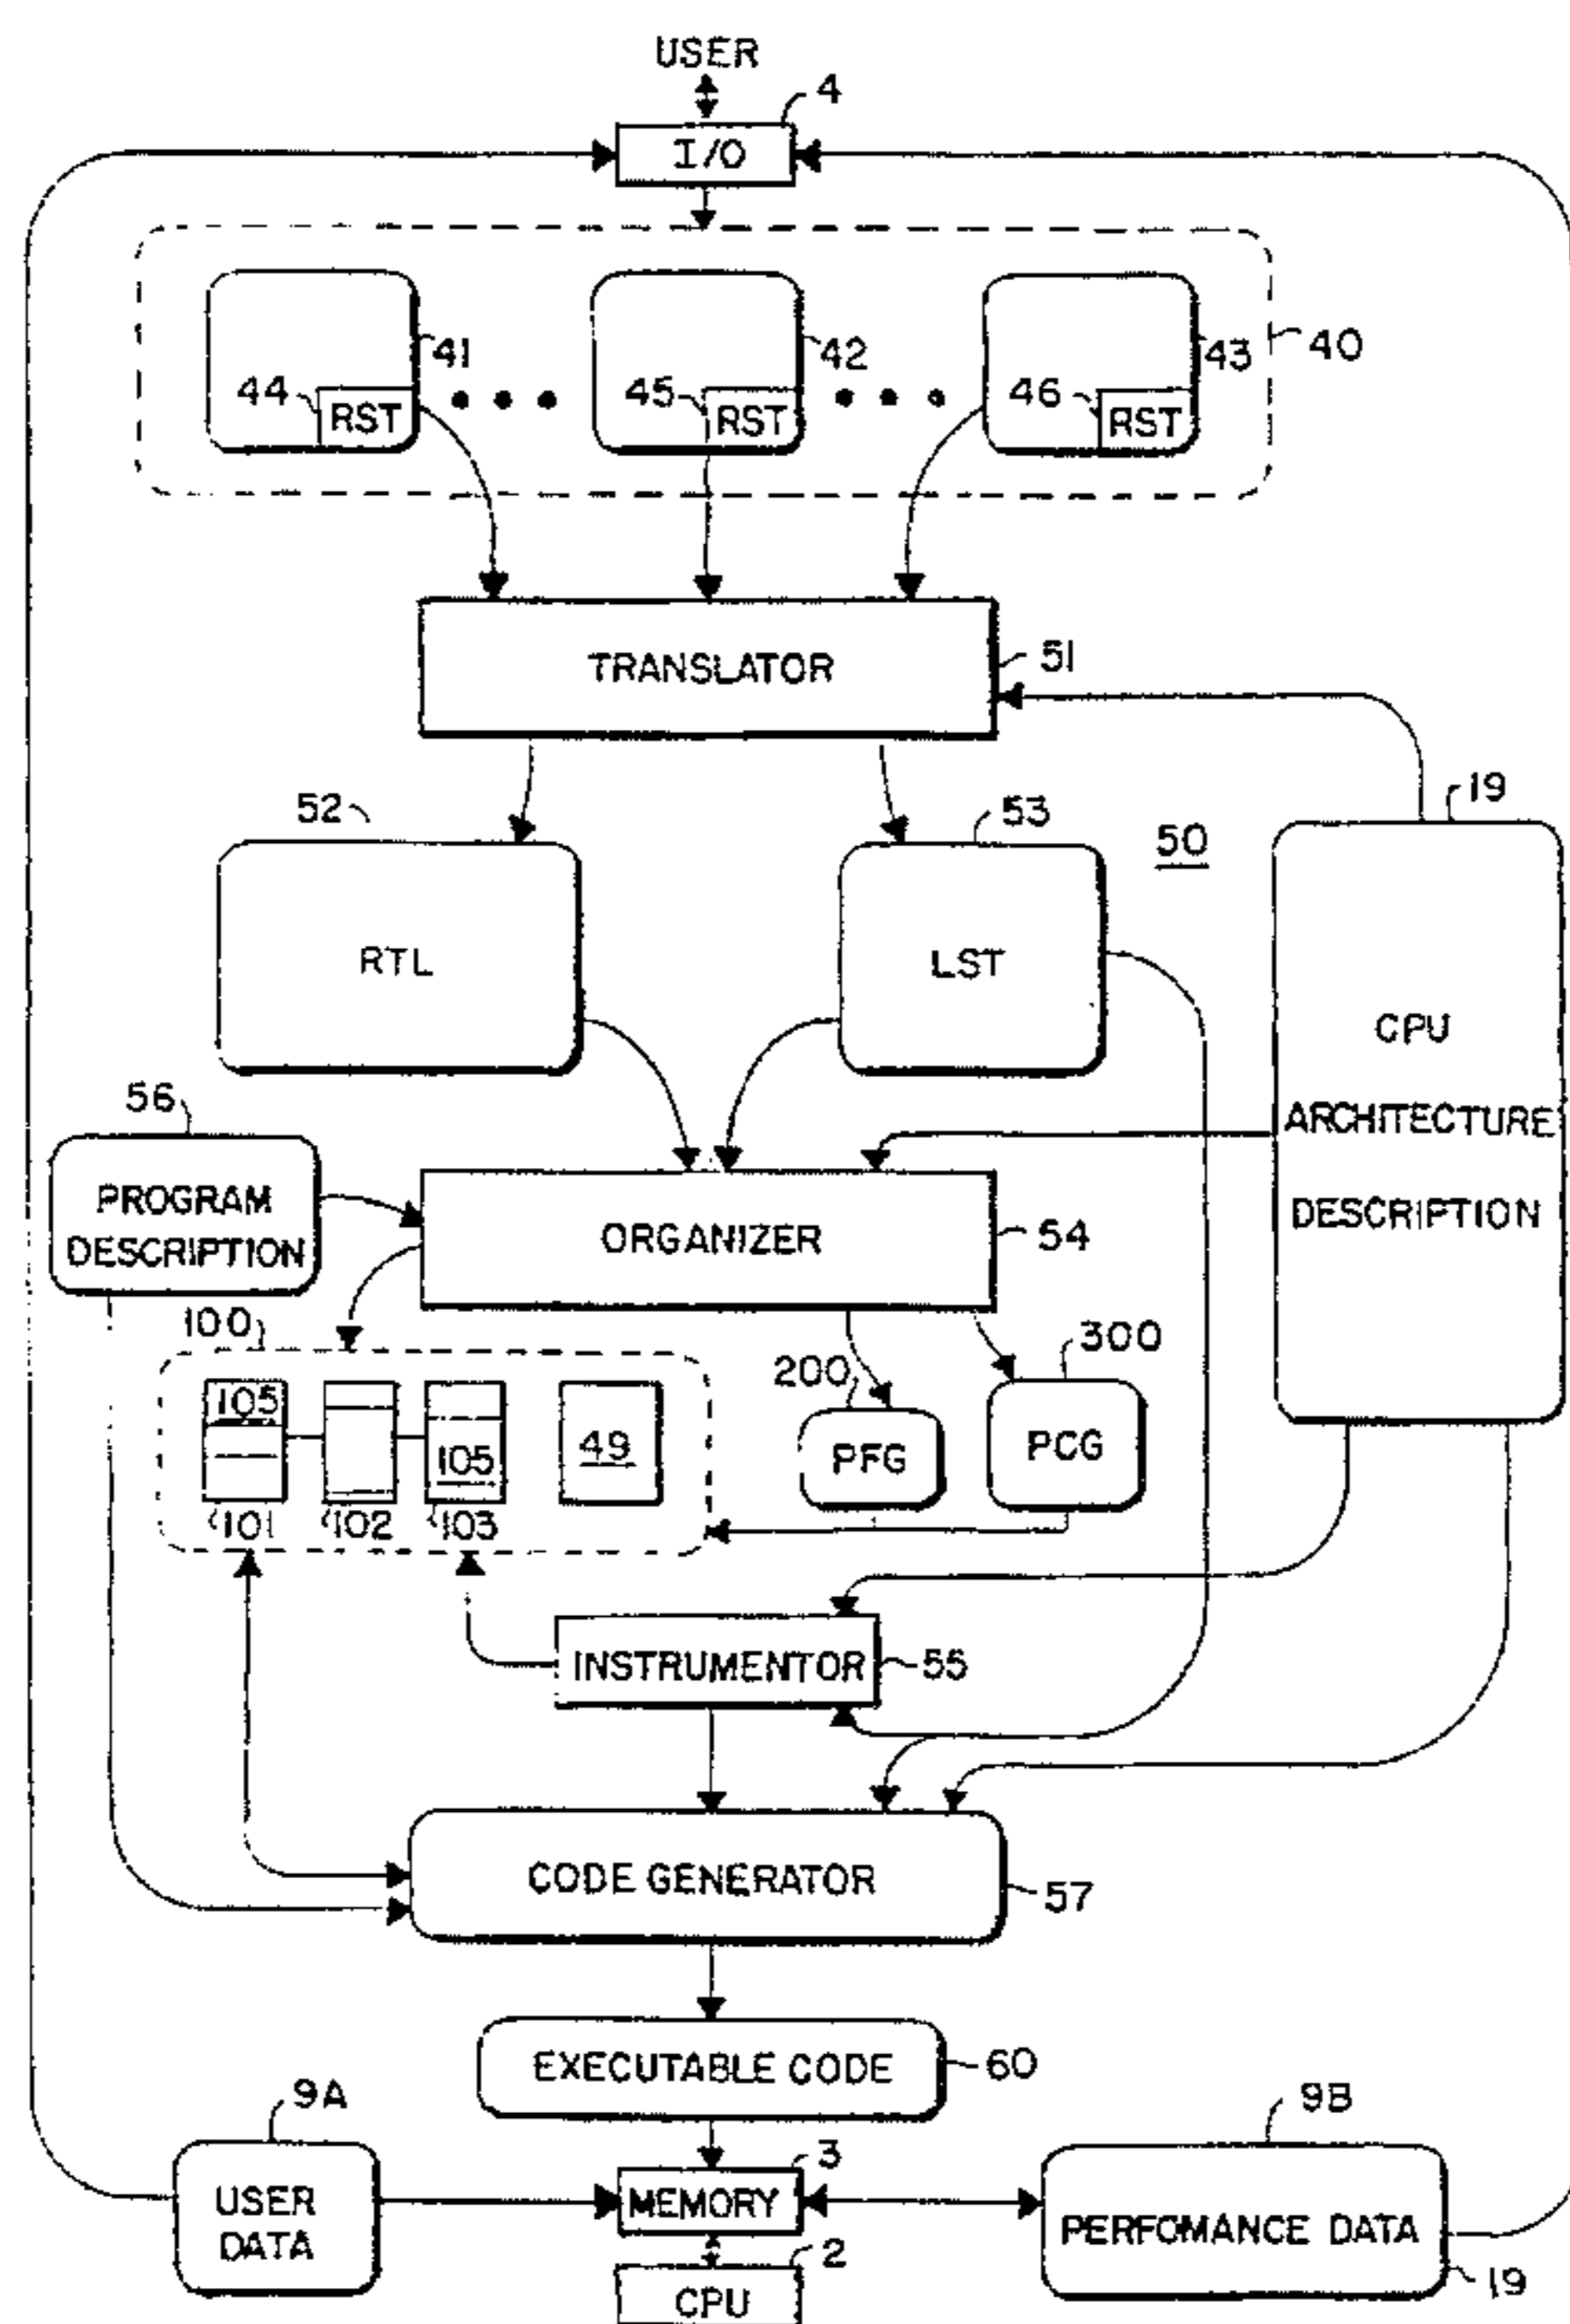 USER
4
I/O
41
42
43
40
44
RST
45
RST
46
RST
TRANSLATOR
51
52
53
50
19
RTL
LST
CPU
ARCHITECTURE
DESCRIPTION
56
PROGRAM
DESCRIPTION
ORGANIZER
54
100
200
300
105
105
49
PFG
PCG
101
102
103
INSTRUMENTOR
55
CODE GENERATOR
57
EXECUTABLE CODE
60
9A
3
9B
USER
DATA
MEMORY
PERFOMANCE DATA
2
19
CPU